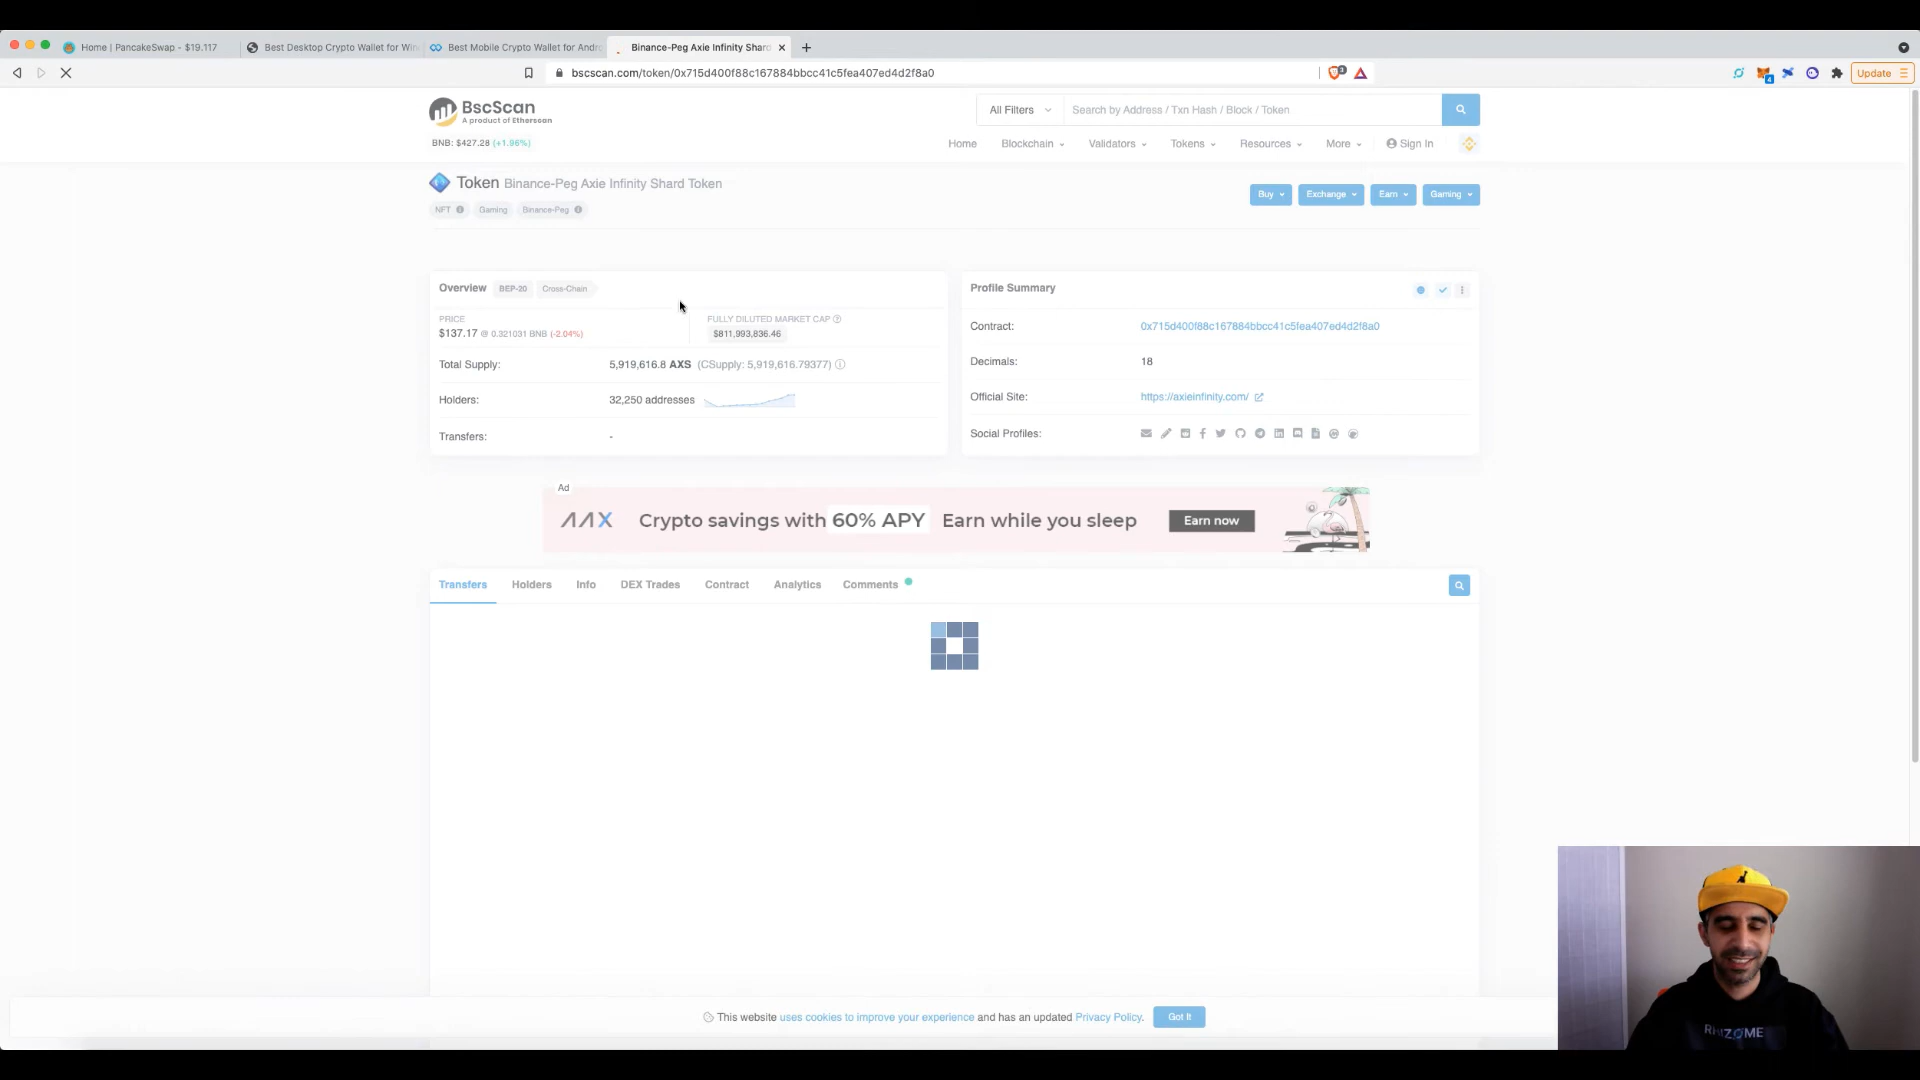 Home | PancakeSwap - $19.117
Best Desktop Crypto Wallet for Win
Best Mobile Crypto Wallet for Andro
Binance-Peg Axie Infinity Shard
bscscan.com/token/0x715d400f88c167884bbcc41c5fea407ed4d2f8a0
Update
BscScan
A product of Etherscan
All Filters
Search by Address / Txn Hash / Block / Token
BNB: $427.28 (+1.96%)
Home
Blockchain
Validators
Tokens
Resources
More
Sign In
Token Binance-Peg Axie Infinity Shard Token
Buy
Exchange
Earn
Gaming
NFT
Gaming
Binance-Peg
Overview
BEP-20
Cross-Chain
PRICE
$137.17 @ 0.321031 BNB (-2.04%)
FULLY DILUTED MARKET CAP
$811,993,836.46
Total Supply:
5,919,616.8 AXS (CSupply: 5,919,616.79377)
Holders:
32,250 addresses
Transfers:
-
Profile Summary
Contract:
0x715d400f88c167884bbcc41c5fea407ed4d2f8a0
Decimals:
18
Official Site:
https://axieinfinity.com/
Social Profiles:
Ad
AAX
Crypto savings with 60% APY Earn while you sleep
Earn now
Transfers
Holders
Info
DEX Trades
Contract
Analytics
Comments
This website uses cookies to improve your experience and has an updated Privacy Policy.
Got It